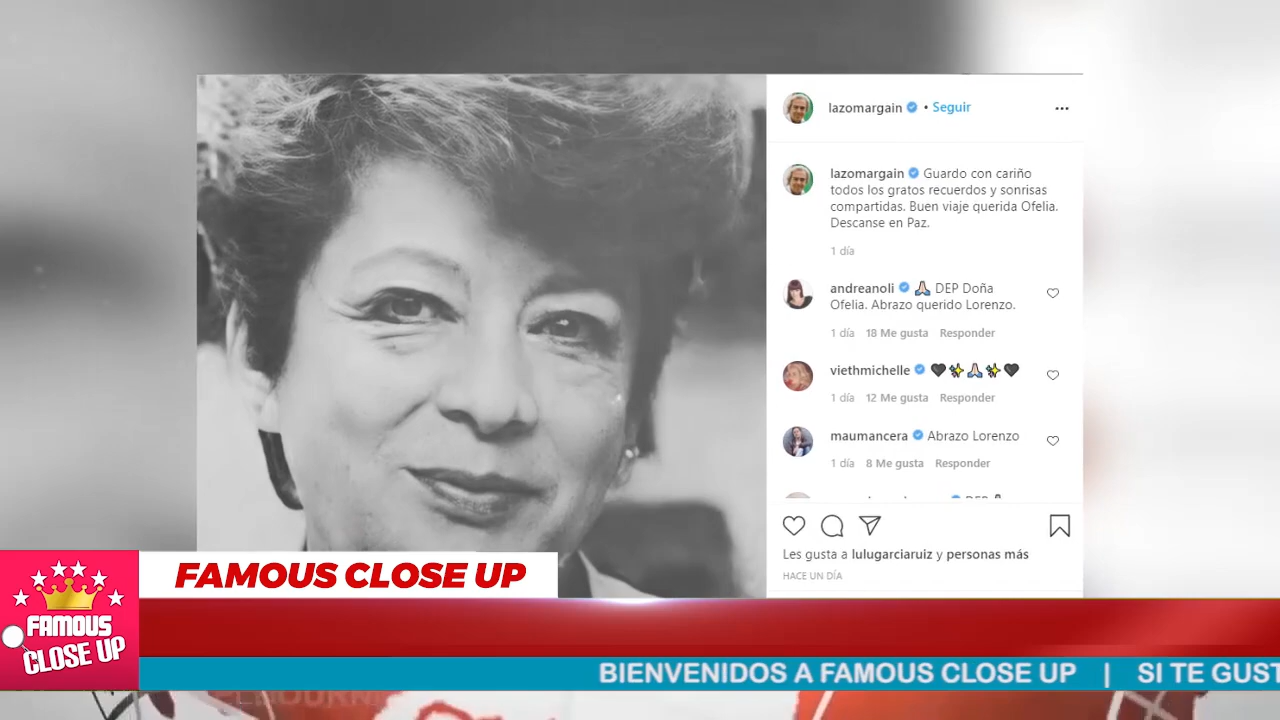 lazomargain • Seguir
lazomargain Guardo con cariño
todos los gratos recuerdos y sonrisas
compartidas. Buen viaje querida Ofelia.
Descanse en Paz.
1 día
andreanoli 🙏🏼 DEP Doña
Ofelia. Abrazo querido Lorenzo.
1 día 18 Me gusta Responder
viethmichelle 🖤✨🙏🏼✨🖤
1 día 12 Me gusta Responder
maumancera Abrazo Lorenzo
1 día 8 Me gusta Responder
Les gusta a lulugarciaruiz y personas más
HACE UN DÍA
FAMOUS CLOSE UP
FAMOUS
CLOSE UP
BIENVENIDOS A FAMOUS CLOSE UP | SI TE GUST